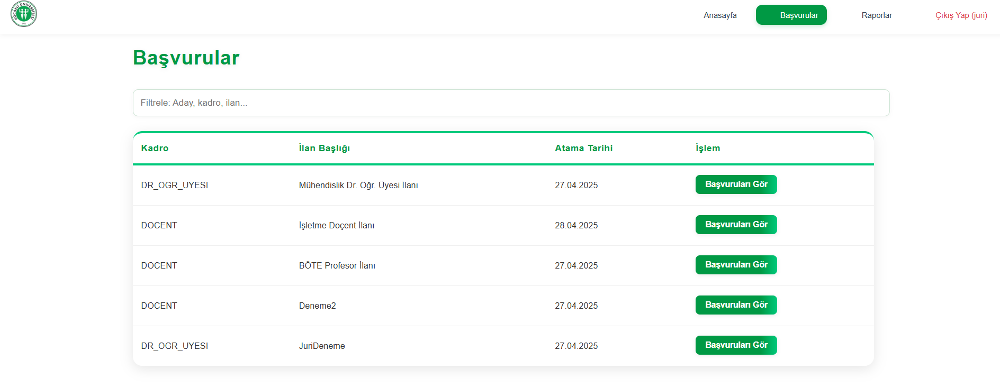 KOCAELİ ÜNİVERSİTESİ
Anasayfa
Başvurular
Raporlar
Çıkış Yap (juri)
Başvurular
Filtrele: Aday, kadro, ilan...
Kadro İlan Başlığı Atama Tarihi İşlem
DR_OGR_UYESI Mühendislik Dr. Öğr. Üyesi İlanı 27.04.2025 Başvuruları Gör
DOCENT İşletme Doçent İlanı 28.04.2025 Başvuruları Gör
DOCENT BÖTE Profesör İlanı 27.04.2025 Başvuruları Gör
DOCENT Deneme2 27.04.2025 Başvuruları Gör
DR_OGR_UYESI JuriDeneme 27.04.2025 Başvuruları Gör